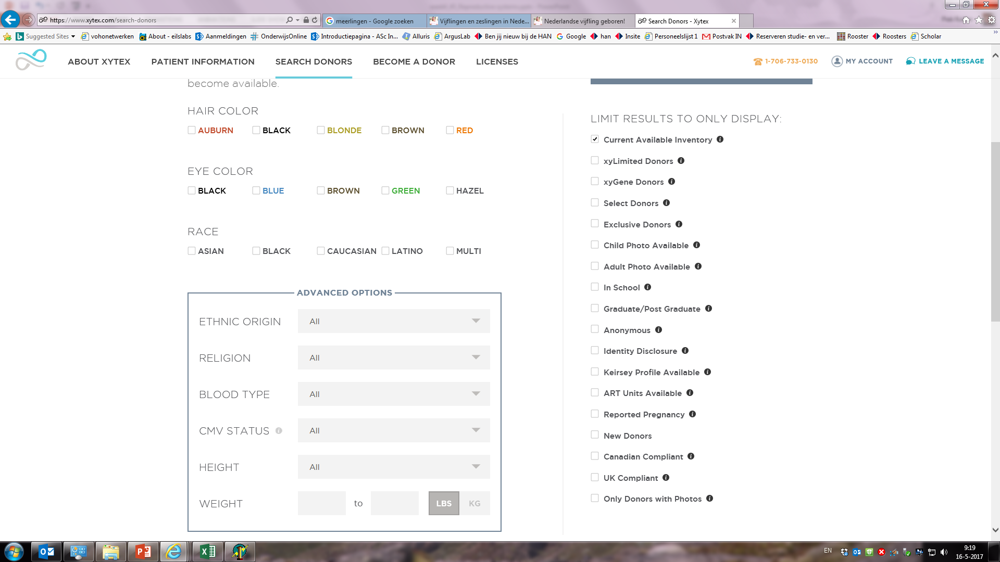 https://www.xytex.com/search-donors
meerlingen - Google zoeken
Vijflingen en zeslingen in Nede...
Nederlandse vijfling geboren!
Search Donors - Xytex
Suggested Sites
vohonetwerken
About - eilslabs
Aanmeldingen
OnderwijsOnline
Introductiepagina - ASc In...
Alluris
ArgusLab
Ben jij nieuw bij de HAN
Google
han
Insite
Personeelslijst 1
Postvak IN
Reserveren studie- en ver...
Rooster
Roosters
Scholar
ABOUT XYTEX
PATIENT INFORMATION
SEARCH DONORS
BECOME A DONOR
LICENSES
1-706-733-0130
MY ACCOUNT
LEAVE A MESSAGE
become available.
HAIR COLOR
AUBURN
BLACK
BLONDE
BROWN
RED
EYE COLOR
BLACK
BLUE
BROWN
GREEN
HAZEL
RACE
ASIAN
BLACK
CAUCASIAN
LATINO
MULTI
ADVANCED OPTIONS
ETHNIC ORIGIN
All
RELIGION
All
BLOOD TYPE
All
CMV STATUS
All
HEIGHT
All
WEIGHT
to
LBS
KG
LIMIT RESULTS TO ONLY DISPLAY:
Current Available Inventory
xyLimited Donors
xyGene Donors
Select Donors
Exclusive Donors
Child Photo Available
Adult Photo Available
In School
Graduate/Post Graduate
Anonymous
Identity Disclosure
Keirsey Profile Available
ART Units Available
Reported Pregnancy
New Donors
Canadian Compliant
UK Compliant
Only Donors with Photos
EN
9:19
16-5-2017